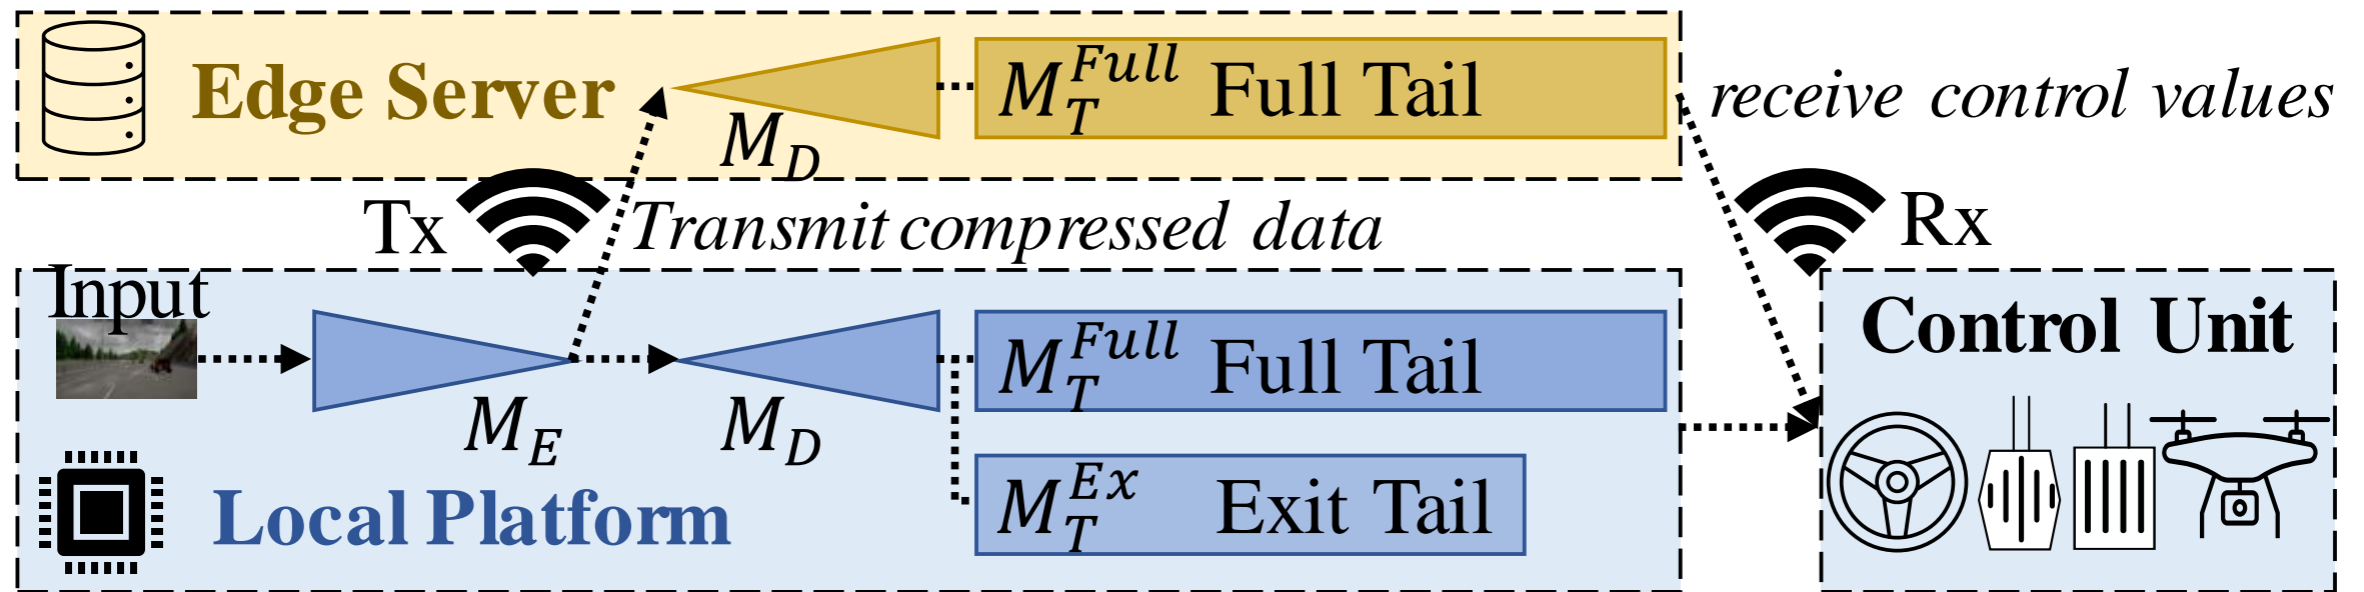 Edge Server
M_D
M_T^{Full} Full Tail
receive control values
Tx
Transmit compressed data
Rx
Input
M_E
M_D
M_T^{Full} Full Tail
M_T^{Ex} Exit Tail
Local Platform
Control Unit